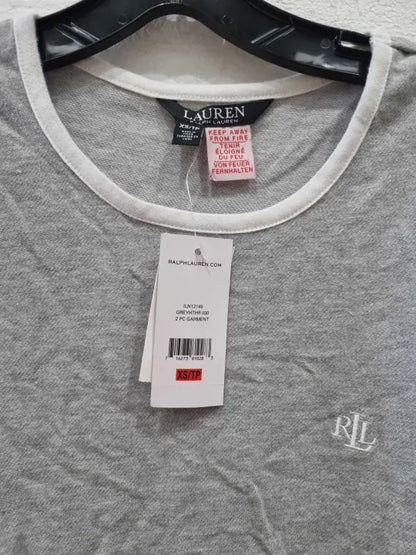 LAUREN
RALPH LAUREN
XS/TP
KEEP AWAY
FROM FIRE
TENIR
ÉLOIGNÉ
DU FEU
VON FEUER
FERNHALTEN
RALPHLAUREN.COM
ILN12149
GREYHTHR 030
2 PC GARMENT
XS/TP
RLL